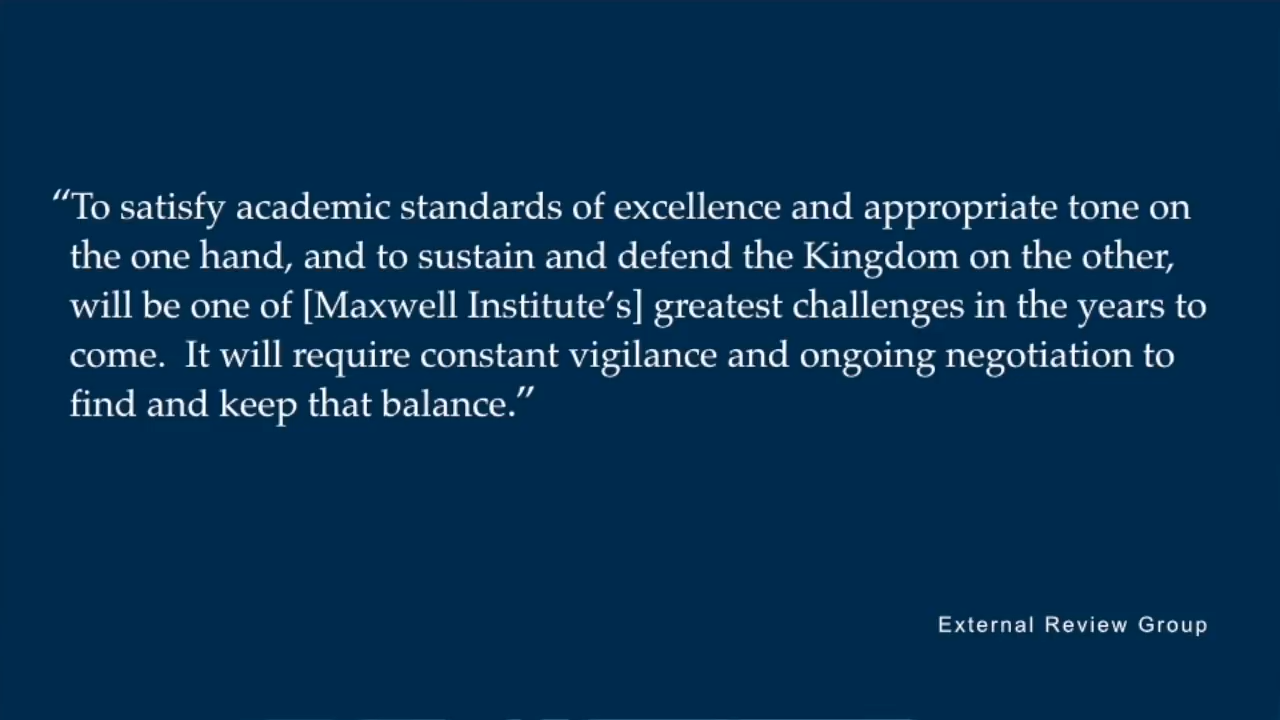 “To satisfy academic standards of excellence and appropriate tone on
the one hand, and to sustain and defend the Kingdom on the other,
will be one of [Maxwell Institute’s] greatest challenges in the years to
come.  It will require constant vigilance and ongoing negotiation to
find and keep that balance.”
External Review Group